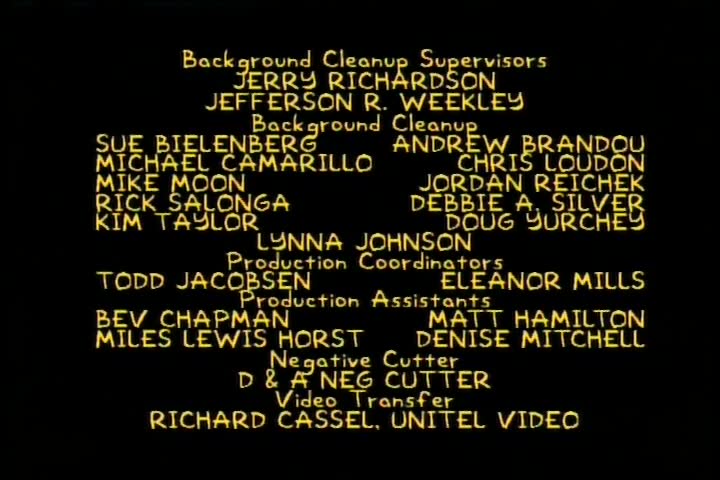 Background Cleanup Supervisors
JERRY RICHARDSON
JEFFERSON R. WEEKLEY
Background Cleanup
SUE BIELENBERG ANDREW BRANDOU
MICHAEL CAMARILLO CHRIS LOUDON
MIKE MOON JORDAN REICHEK
RICK SALONGA DEBBIE A. SILVER
KIM TAYLOR DOUG YURCHEY
LYNNA JOHNSON
Production Coordinators
TODD JACOBSEN ELEANOR MILLS
Production Assistants
BEV CHAPMAN MATT HAMILTON
MILES LEWIS HORST DENISE MITCHELL
Negative Cutter
D & A NEG CUTTER
Video Transfer
RICHARD CASSEL, UNITEL VIDEO